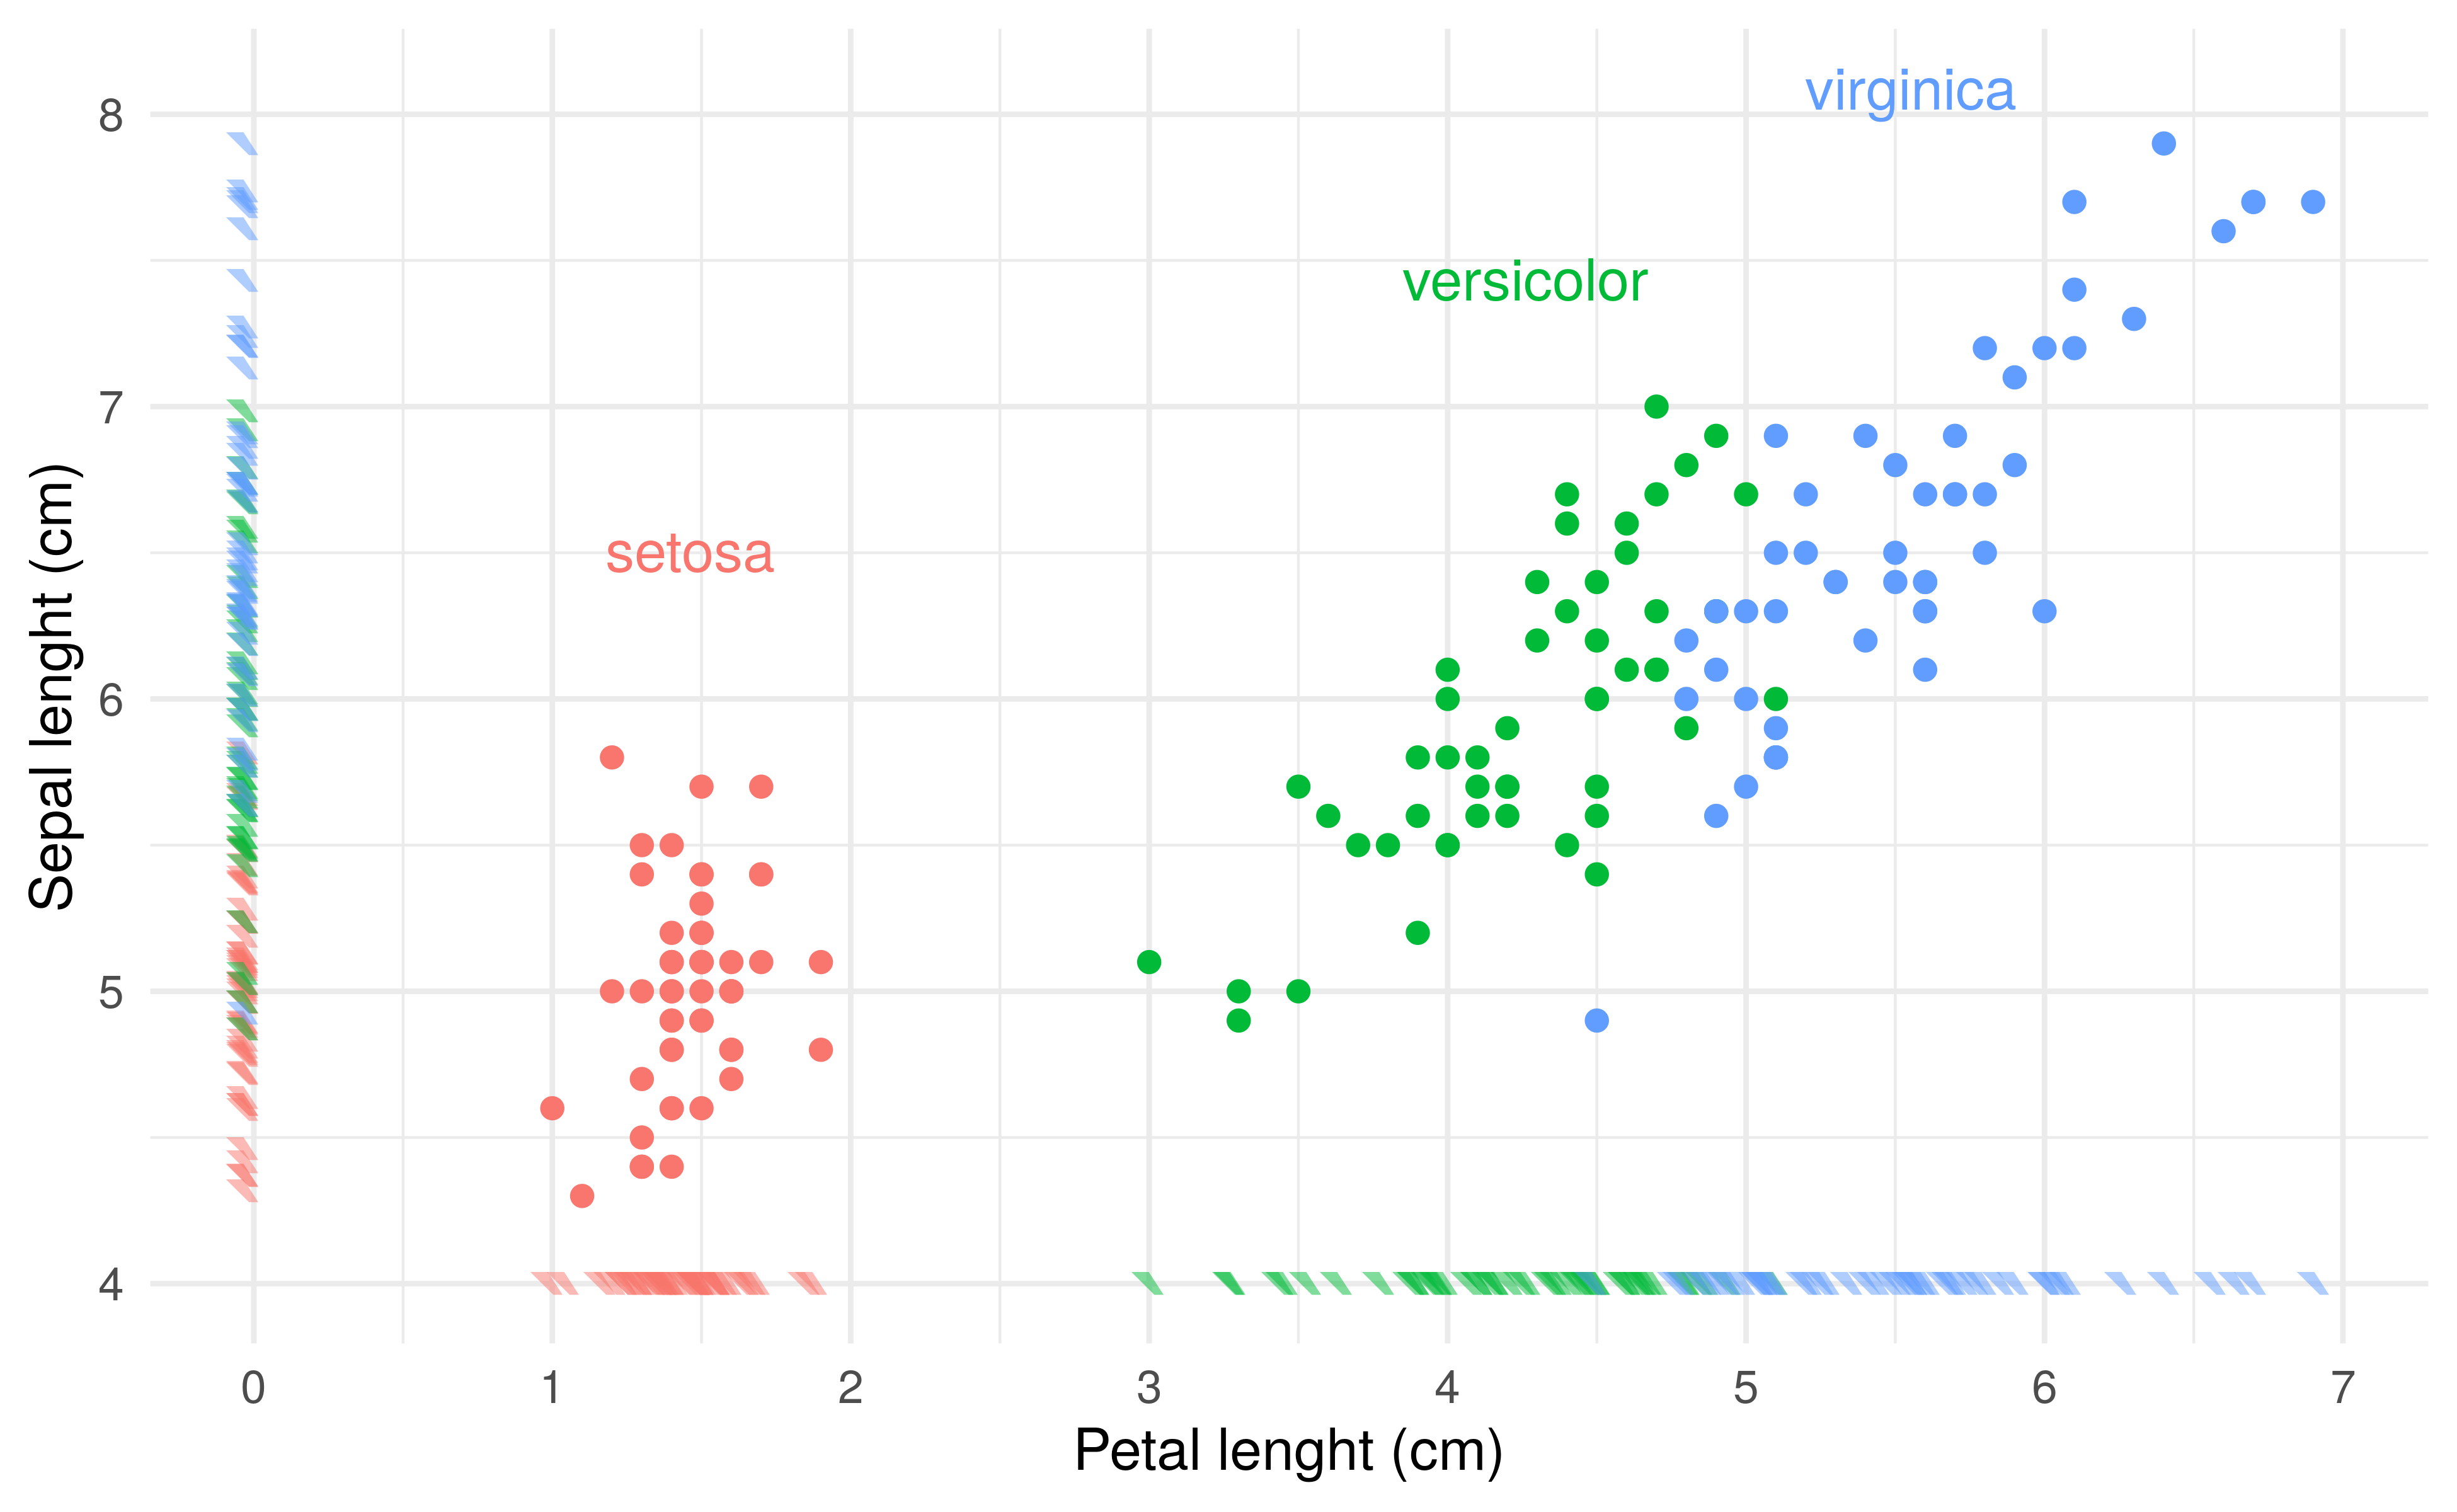 virginica
8
versicolor
7
setosa
6
5
4
Sepal lenght (cm)
0 1 2 3 4 5 6 7
Petal lenght (cm)